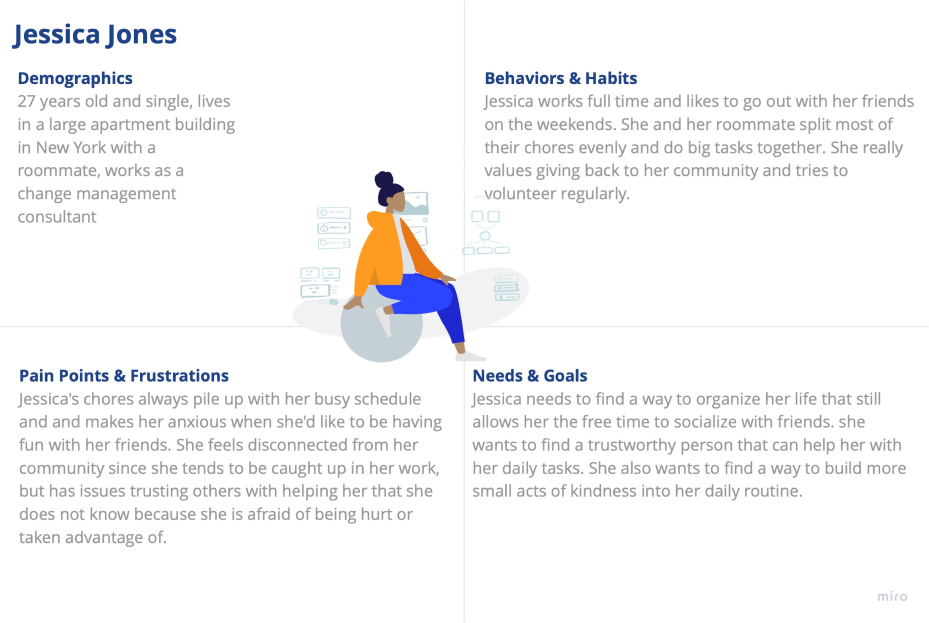 Jessica Jones
Demographics
27 years old and single, lives
in a large apartment building
in New York with a
roommate, works as a
change management
consultant
Behaviors & Habits
Jessica works full time and likes to go out with her friends
on the weekends. She and her roommate split most of
their chores evenly and do big tasks together. She really
values giving back to her community and tries to
volunteer regularly.
Pain Points & Frustrations
Jessica's chores always pile up with her busy schedule
and and makes her anxious when she'd like to be having
fun with her friends. She feels disconnected from her
community since she tends to be caught up in her work,
but has issues trusting others with helping her that she
does not know because she is afraid of being hurt or
taken advantage of.
Needs & Goals
Jessica needs to find a way to organize her life that still
allows her the free time to socialize with friends. she
wants to find a trustworthy person that can help her with
her daily tasks. She also wants to find a way to build more
small acts of kindness into her daily routine.
miro